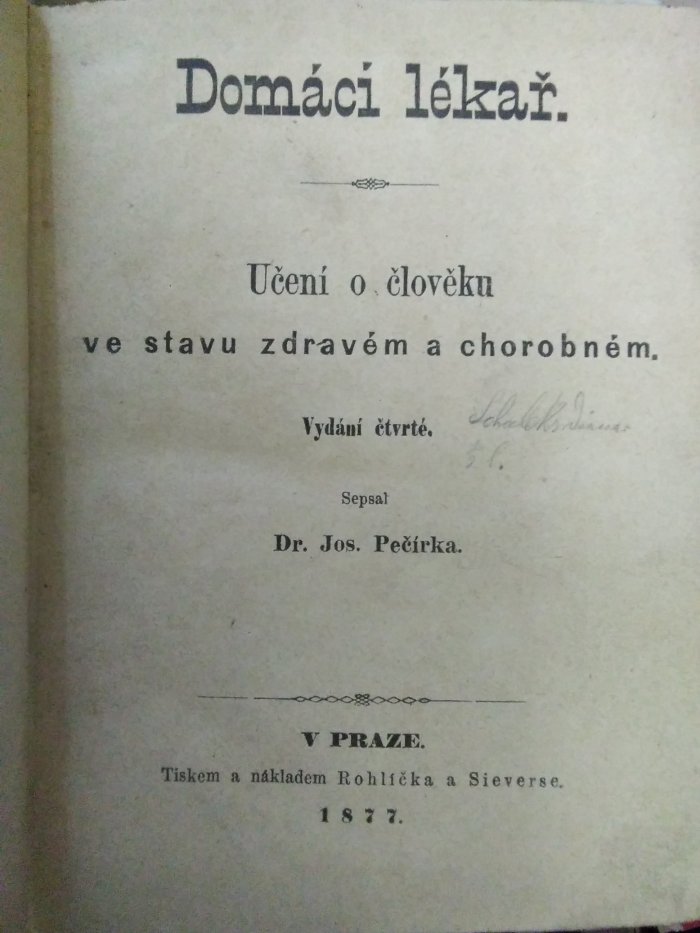 Domácí lékař.
Učení o člověku
ve stavu zdravém a chorobném.
Vydání čtvrté.
Sepsal
Dr. Jos. Pečírka.
V PRAZE.
Tiskem a nákladem Rohlíčka a Sieverse.
1877.